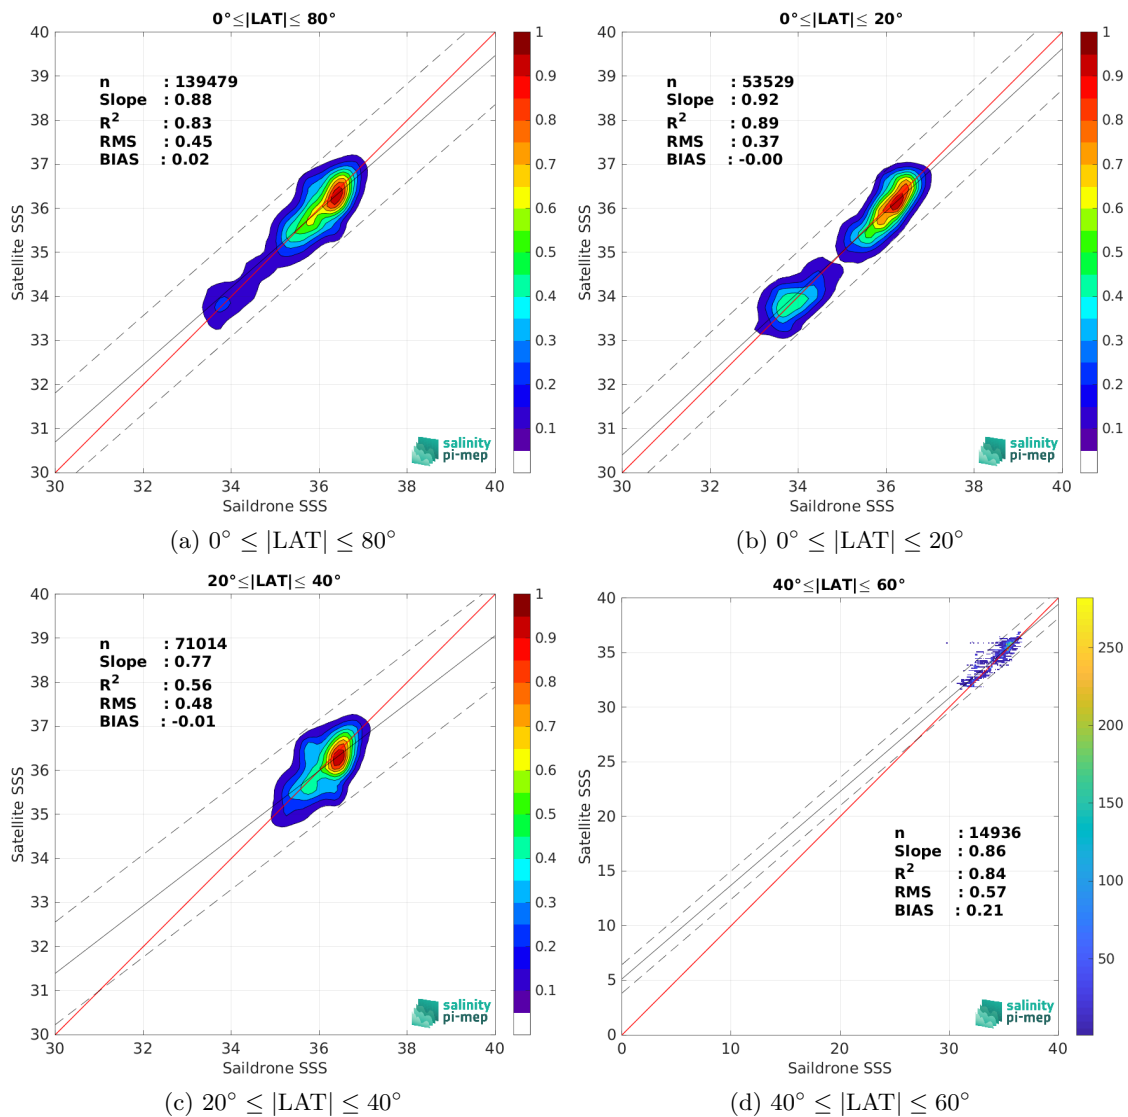 0°≤|LAT|≤ 80°
40
39
38
37
36
35
34
33
32
31
30
Satellite SSS
n : 139479
Slope : 0.88
R² : 0.83
RMS : 0.45
BIAS : 0.02
salinity
pi-mep
30 32 34 36 38 40
Saildrone SSS
1
0.9
0.8
0.7
0.6
0.5
0.4
0.3
0.2
0.1
(a) 0° ≤ |LAT| ≤ 80°
0°≤|LAT|≤ 20°
40
39
38
37
36
35
34
33
32
31
30
Satellite SSS
n : 53529
Slope : 0.92
R² : 0.89
RMS : 0.37
BIAS : -0.00
salinity
pi-mep
30 32 34 36 38 40
Saildrone SSS
1
0.9
0.8
0.7
0.6
0.5
0.4
0.3
0.2
0.1
(b) 0° ≤ |LAT| ≤ 20°
20°≤|LAT|≤ 40°
40
39
38
37
36
35
34
33
32
31
30
Satellite SSS
n : 71014
Slope : 0.77
R² : 0.56
RMS : 0.48
BIAS : -0.01
salinity
pi-mep
30 32 34 36 38 40
Saildrone SSS
1
0.9
0.8
0.7
0.6
0.5
0.4
0.3
0.2
0.1
(c) 20° ≤ |LAT| ≤ 40°
40°≤|LAT|≤ 60°
40
35
30
25
20
15
10
5
0
Satellite SSS
n : 14936
Slope : 0.86
R² : 0.84
RMS : 0.57
BIAS : 0.21
salinity
pi-mep
0 10 20 30 40
Saildrone SSS
250
200
150
100
50
(d) 40° ≤ |LAT| ≤ 60°